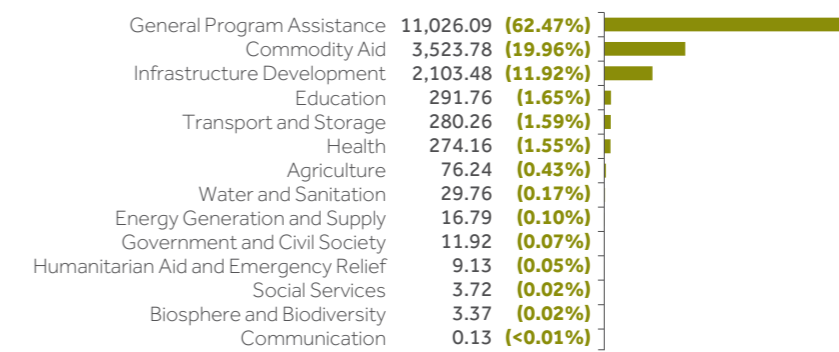 General Program Assistance 11,026.09 (62.47%)
Commodity Aid 3,523.78 (19.96%)
Infrastructure Development 2,103.48 (11.92%)
Education 291.76 (1.65%)
Transport and Storage 280.26 (1.59%)
Health 274.16 (1.55%)
Agriculture 76.24 (0.43%)
Water and Sanitation 29.76 (0.17%)
Energy Generation and Supply 16.79 (0.10%)
Government and Civil Society 11.92 (0.07%)
Humanitarian Aid and Emergency Relief 9.13 (0.05%)
Social Services 3.72 (0.02%)
Biosphere and Biodiversity 3.37 (0.02%)
Communication 0.13 (<0.01%)